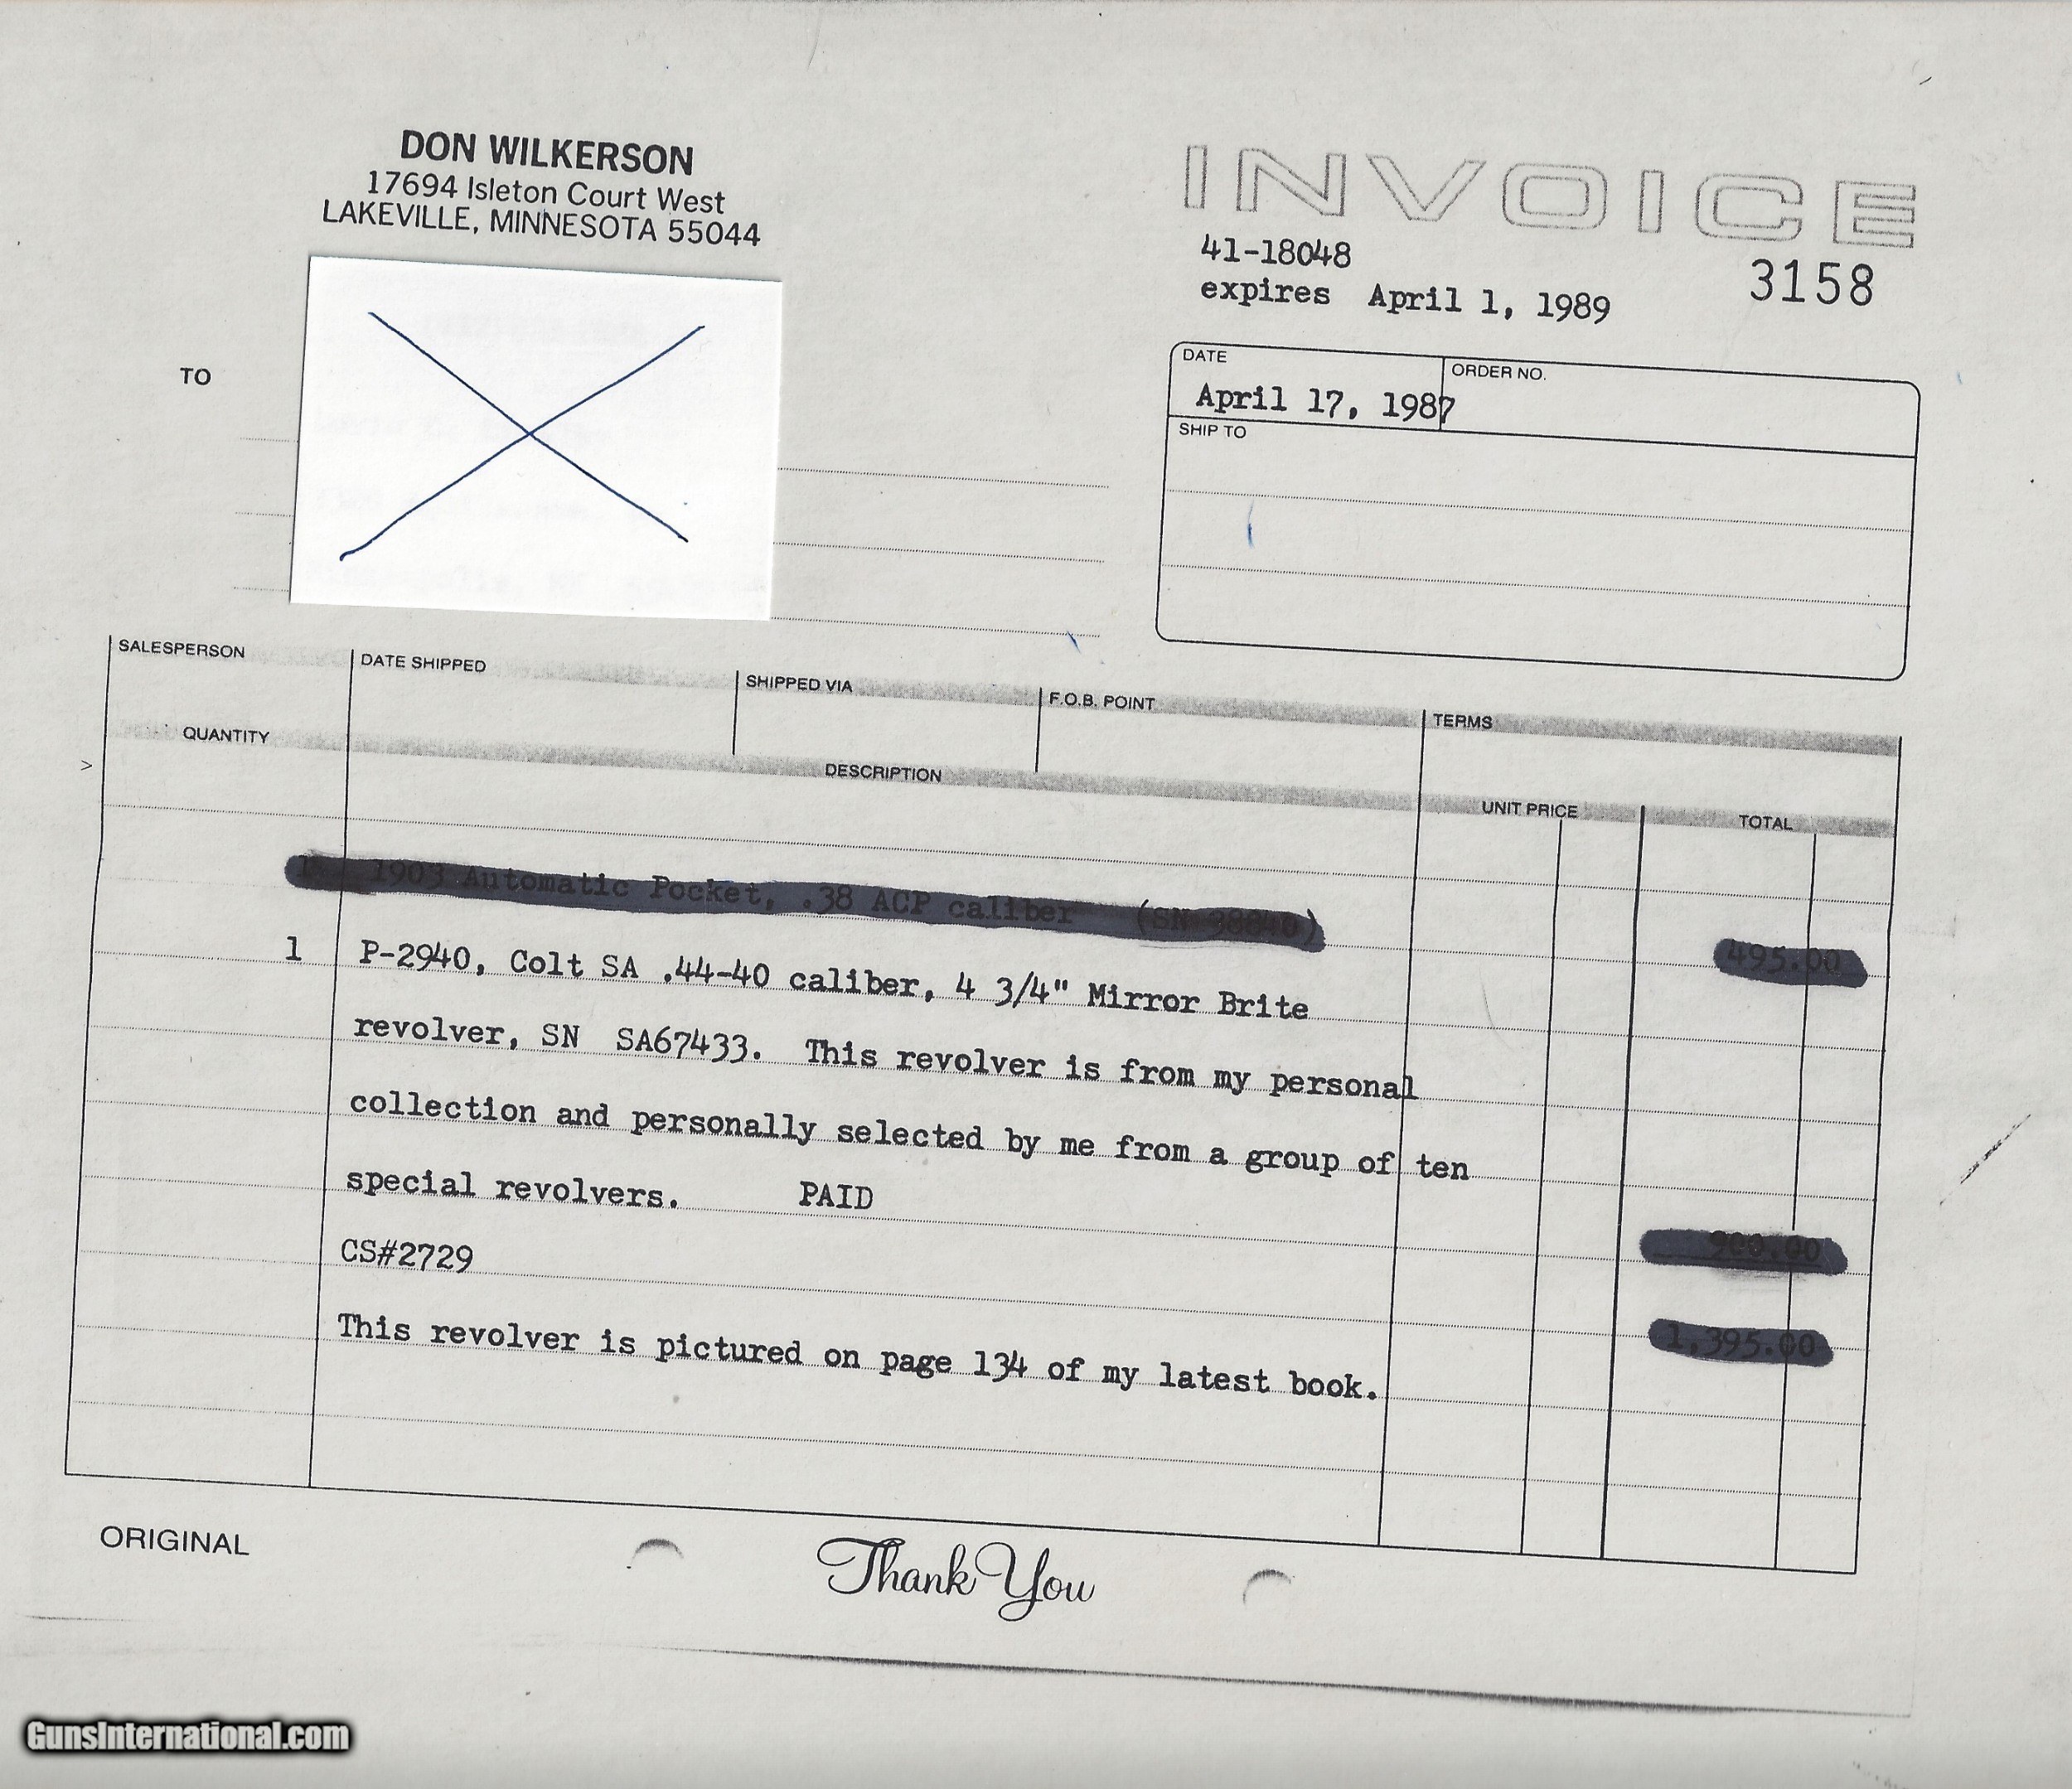 DON WILKERSON
17694 Isleton Court West
LAKEVILLE, MINNESOTA 55044
INVOICE
41-18048
expires April 1, 1989
3158
TO
DATE
ORDER NO.
April 17, 1987
SHIP TO
SALESPERSON
DATE SHIPPED
SHIPPED VIA
F.O.B. POINT
TERMS
QUANTITY
DESCRIPTION
UNIT PRICE
TOTAL
1903 Automatic Pocket, .38 ACP caliber 495.00
1 P-2940, Colt SA .44-40 caliber, 4 3/4" Mirror Brite
revolver, SN SA67433. This revolver is from my personal
collection and personally selected by me from a group of ten
special revolvers. PAID
900.00
CS#2729
1,395.00
This revolver is pictured on page 134 of my latest book.
ORIGINAL
Thank You
GunsInternational.com